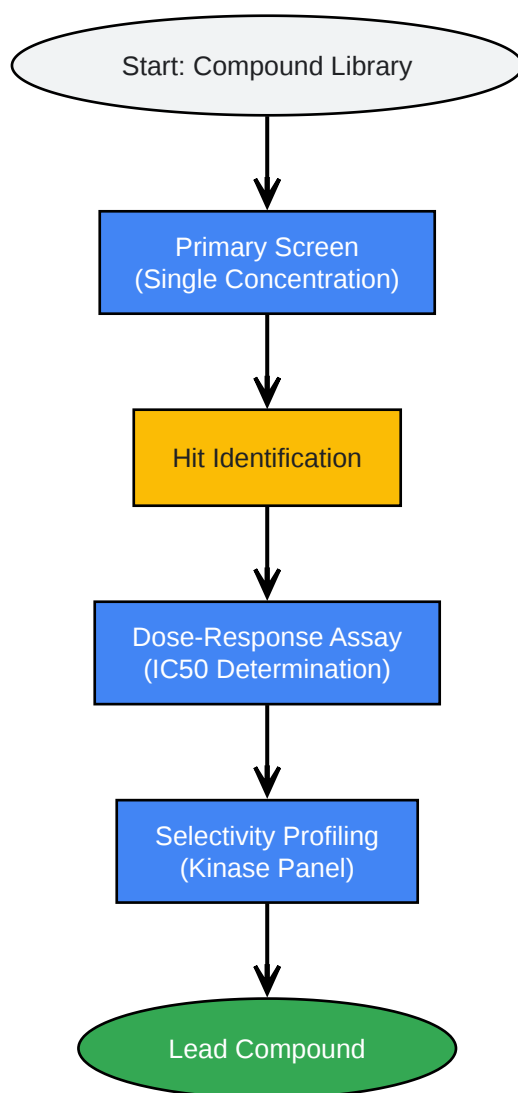 Start: Compound Library
Primary Screen
(Single Concentration)
Hit Identification
Dose-Response Assay
(IC50 Determination)
Selectivity Profiling
(Kinase Panel)
Lead Compound